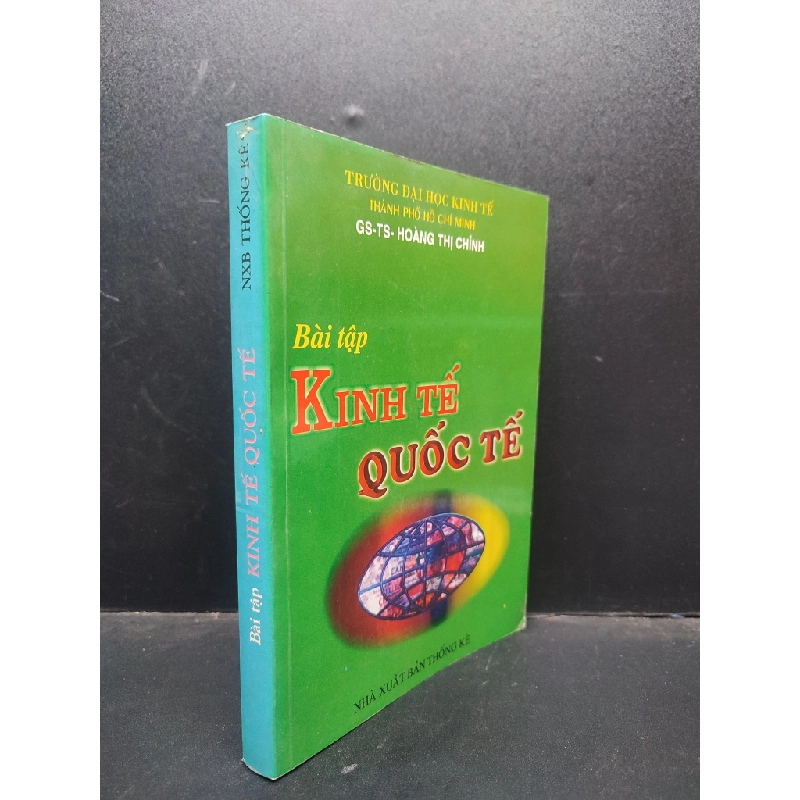 TRƯỜNG ĐẠI HỌC KINH TẾ
THÀNH PHỐ HỒ CHÍ MINH
GS-TS- HOÀNG THỊ CHỈNH
Bài tập
KINH TẾ
QUỐC TẾ
NHÀ XUẤT BẢN THỐNG KÊ
Bài tập KINH TẾ QUỐC TẾ NXB THỐNG KÊ